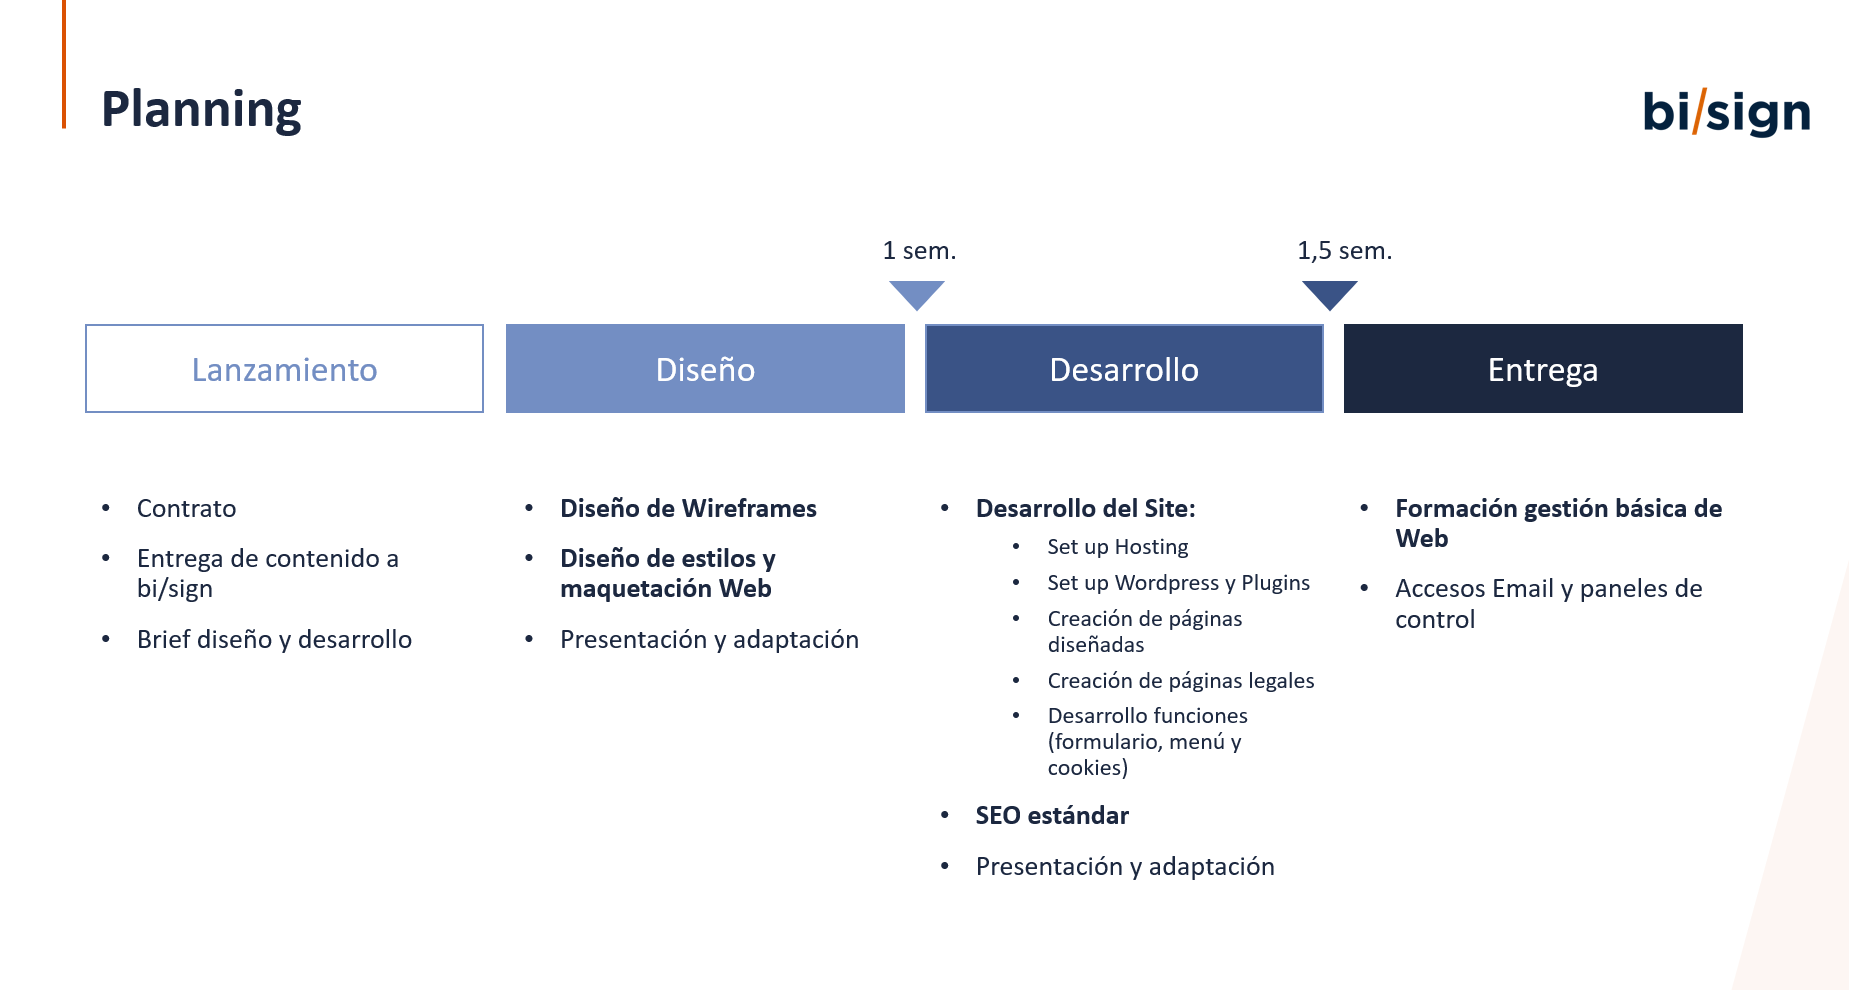 Planning
bi/sign
1 sem.
1,5 sem.
Lanzamiento
Diseño
Desarrollo
Entrega
• Contrato
• Entrega de contenido a
bi/sign
• Brief diseño y desarrollo
• Diseño de Wireframes
• Diseño de estilos y
maquetación Web
• Presentación y adaptación
• Desarrollo del Site:
• Set up Hosting
• Set up Wordpress y Plugins
• Creación de páginas
diseñadas
• Creación de páginas legales
• Desarrollo funciones
(formulario, menú y
cookies)
• SEO estándar
• Presentación y adaptación
• Formación gestión básica de
Web
• Accesos Email y paneles de
control